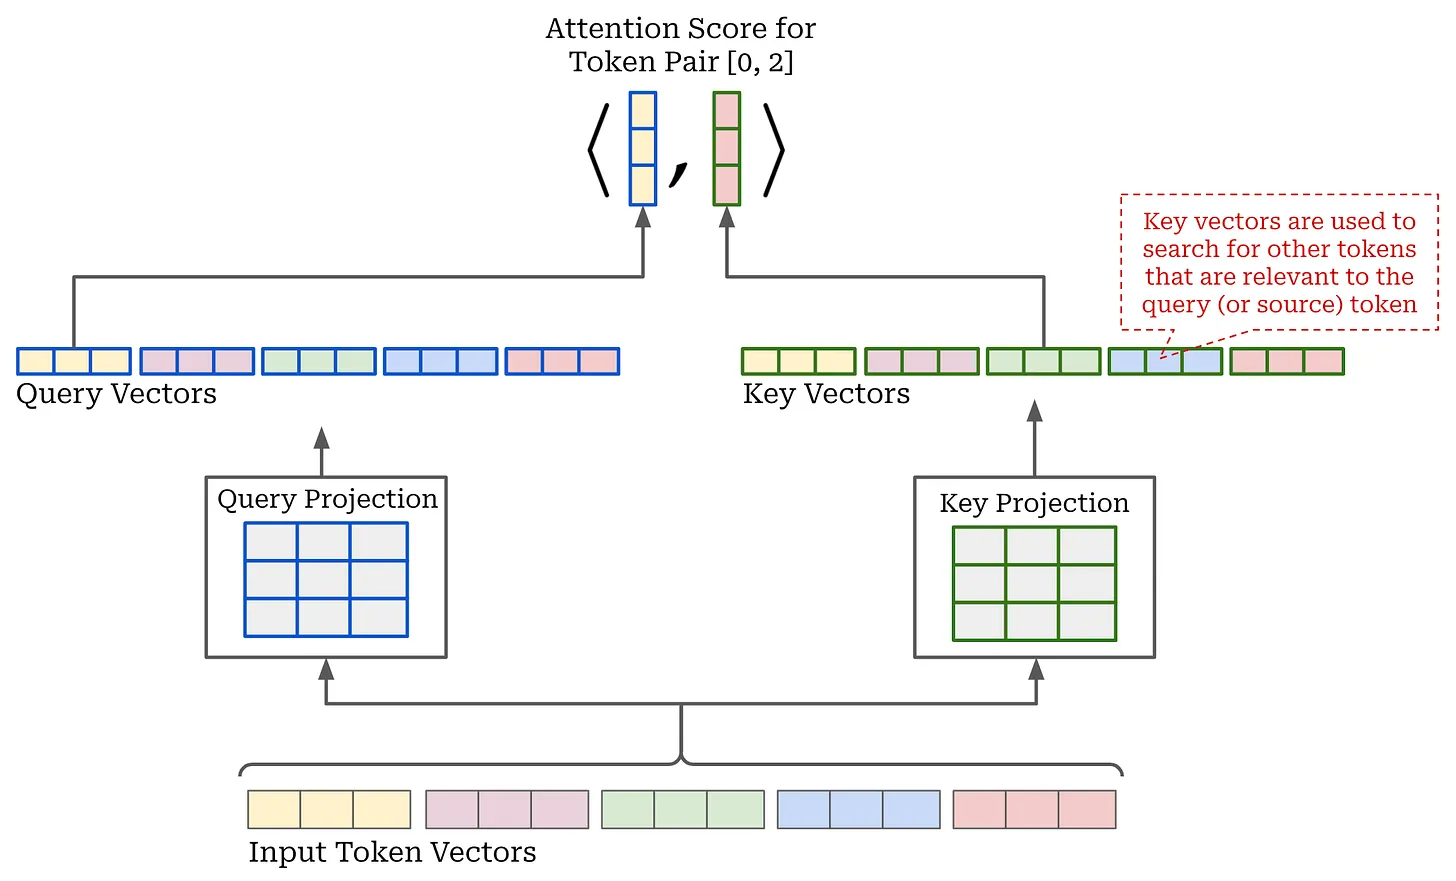 Attention Score for
Token Pair [0, 2]
⟨ , ⟩
Key vectors are used to
search for other tokens
that are relevant to the
query (or source) token
Query Vectors
Key Vectors
Query Projection
Key Projection
Input Token Vectors